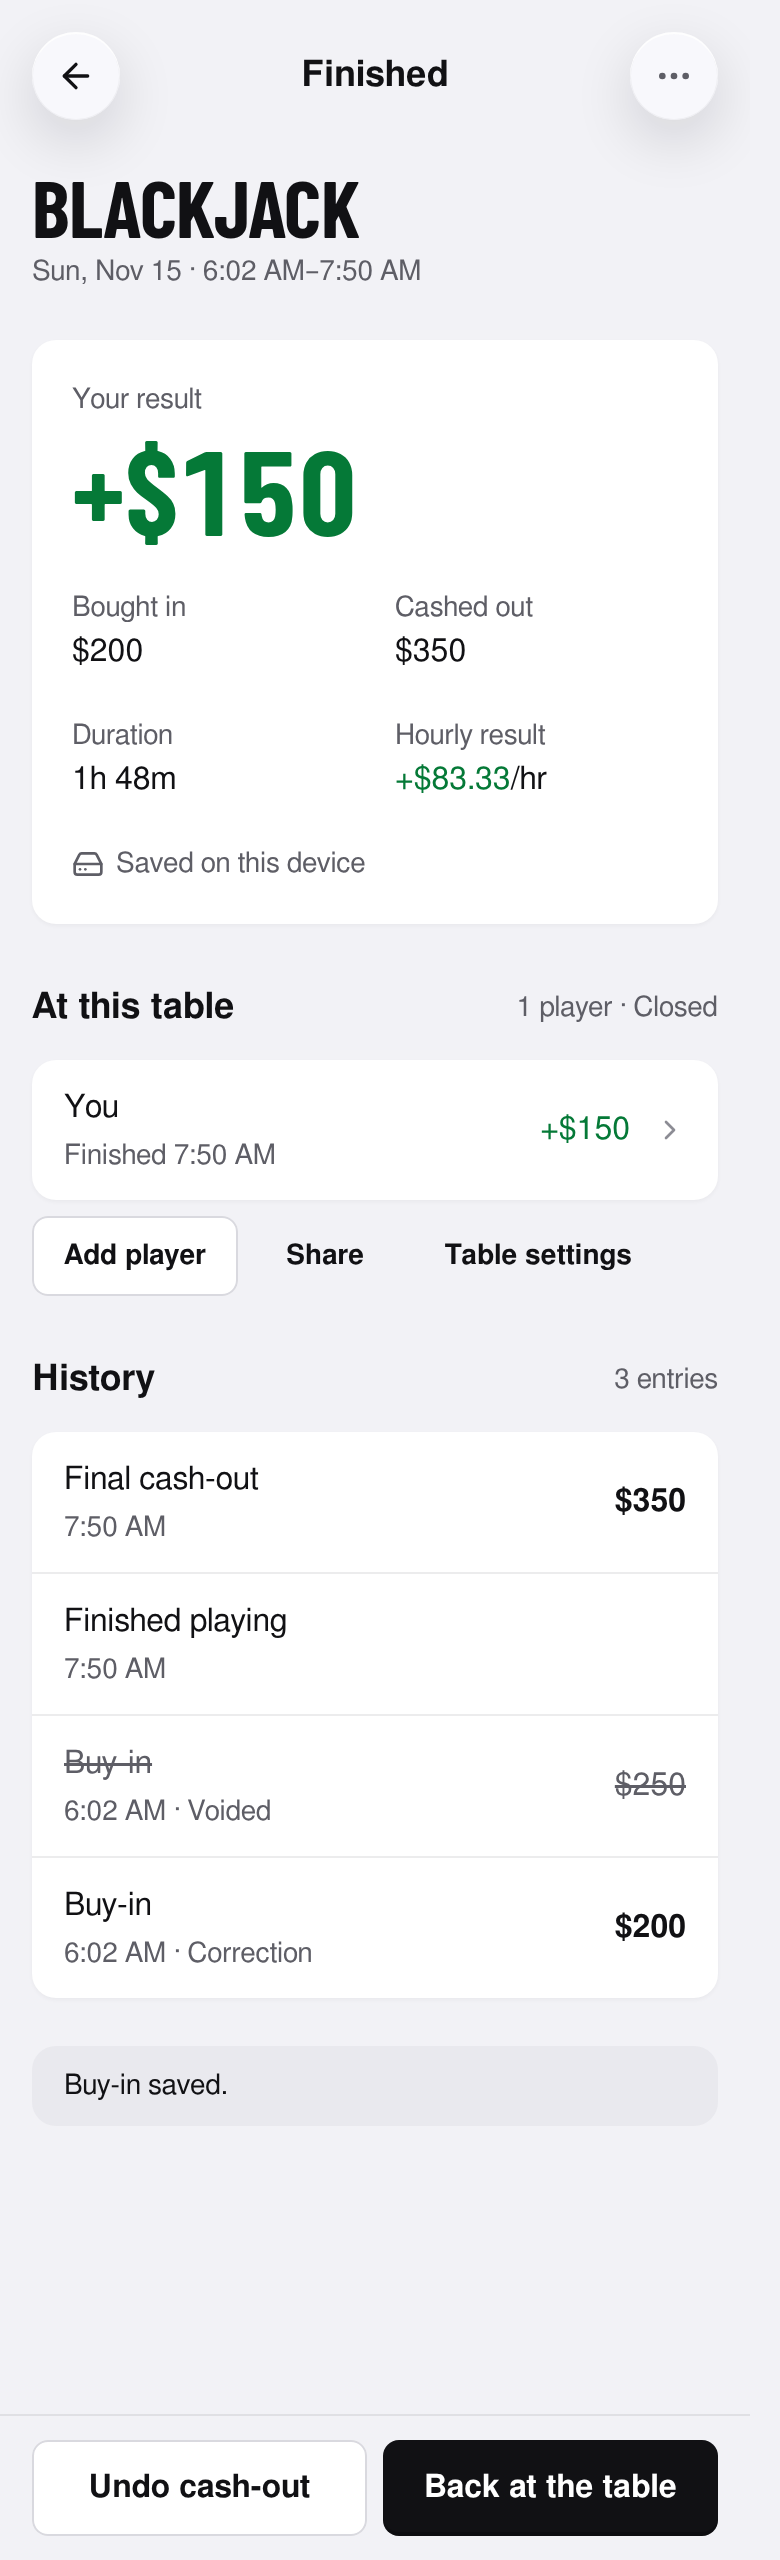 Finished
BLACKJACK
Sun, Nov 15 · 6:02 AM–7:50 AM
Your result
+$150
Bought in
Cashed out
$200
$350
Duration
Hourly result
1h 48m
+$83.33/hr
Saved on this device
At this table
1 player · Closed
You
Finished 7:50 AM
+$150
Add player
Share
Table settings
History
3 entries
Final cash-out
7:50 AM
$350
Finished playing
7:50 AM
Buy-in
6:02 AM · Voided
$250
Buy-in
6:02 AM · Correction
$200
Buy-in saved.
Undo cash-out
Back at the table